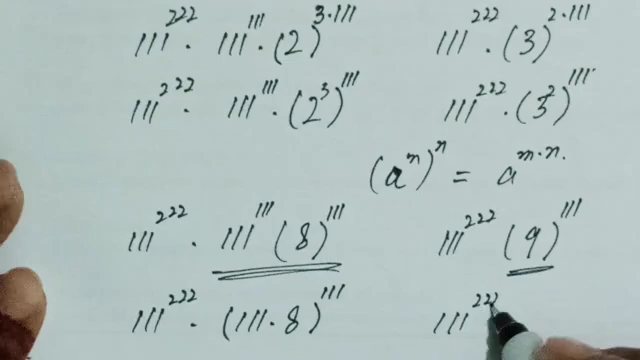 111^222 · 111^111 · (2)^3·111    111^222 · (3)^2·111
111^222 · 111^111 · (2^3)^111    111^222 · (3^2)^111
(a^m)^n = a^m·n.
111^222 · 111^111 (8)^111    111^222 (9)^111
111^222 · (111·8)^111    111^222